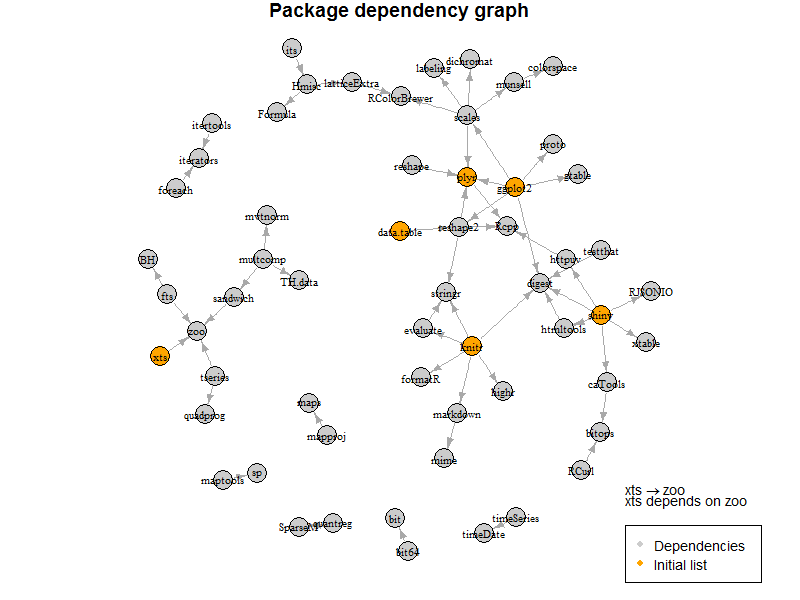 Package dependency graph
its
dichromat
labeling
colorspace
Hmisc
latticeExtra
munsell
RColorBrewer
Formula
scales
itertools
proto
iterators
reshape
plyr
gtable
foreach
ggplot2
mvtnorm
data.table
reshape2
Rcpp
BH
multcomp
httpuv
testthat
TH.data
digest
fts
sandwich
stringr
RJSONIO
shiny
zoo
evaluate
htmltools
xts
knitr
xtable
tseries
formatR
highr
caTools
maps
quadprog
markdown
mapproj
bitops
mime
sp
maptools
RCurl
xts → zoo
xts depends on zoo
SparseM
quantreg
bit
timeSeries
timeDate
bit64
Dependencies
Initial list